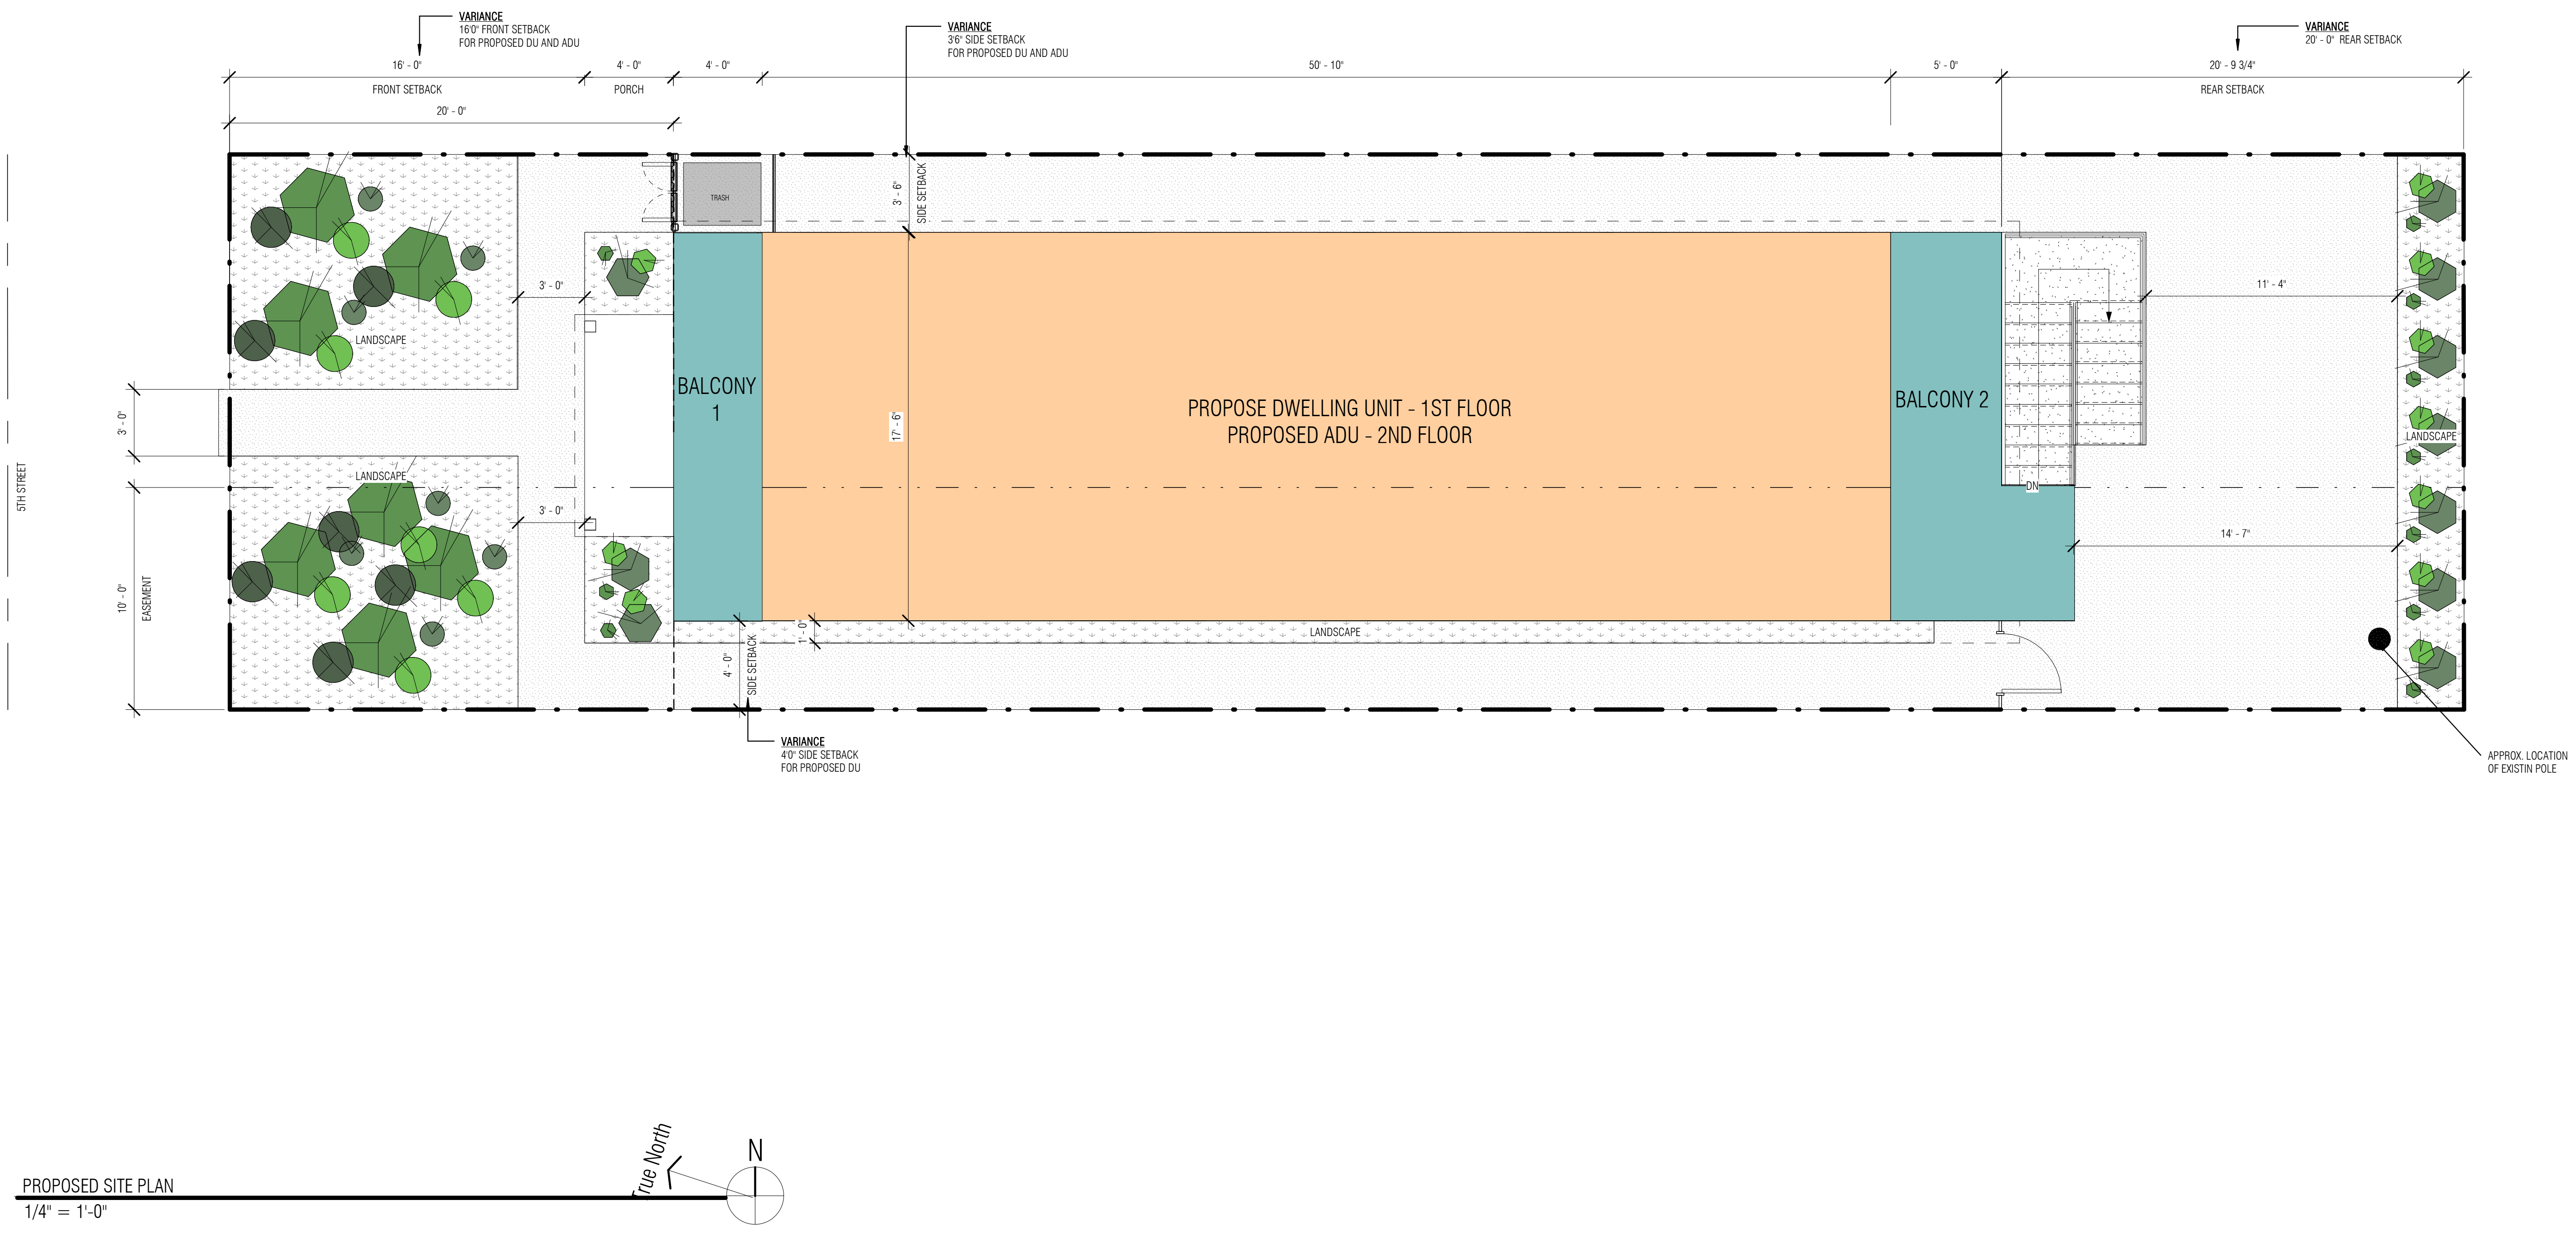 VARIANCE
16'0" FRONT SETBACK
FOR PROPOSED DU AND ADU
VARIANCE
3'6" SIDE SETBACK
FOR PROPOSED DU AND ADU
VARIANCE
20' - 0" REAR SETBACK
16' - 0"
4' - 0"
4' - 0"
50' - 10"
5' - 0"
20' - 9 3/4"
FRONT SETBACK
PORCH
REAR SETBACK
20' - 0"
TRASH
3' - 6"
SIDE SETBACK
3' - 0"
11' - 4"
LANDSCAPE
BALCONY
1
17' - 6"
PROPOSE DWELLING UNIT - 1ST FLOOR
PROPOSED ADU - 2ND FLOOR
BALCONY 2
3' - 0"
LANDSCAPE
LANDSCAPE
5TH STREET
DN
3' - 0"
14' - 7"
10' - 0"
EASEMENT
1' - 0"
LANDSCAPE
4' - 0"
SIDE SETBACK
VARIANCE
4'0" SIDE SETBACK
FOR PROPOSED DU
APPROX. LOCATION
OF EXISTIN POLE
True North
N
PROPOSED SITE PLAN
1/4" = 1'-0"